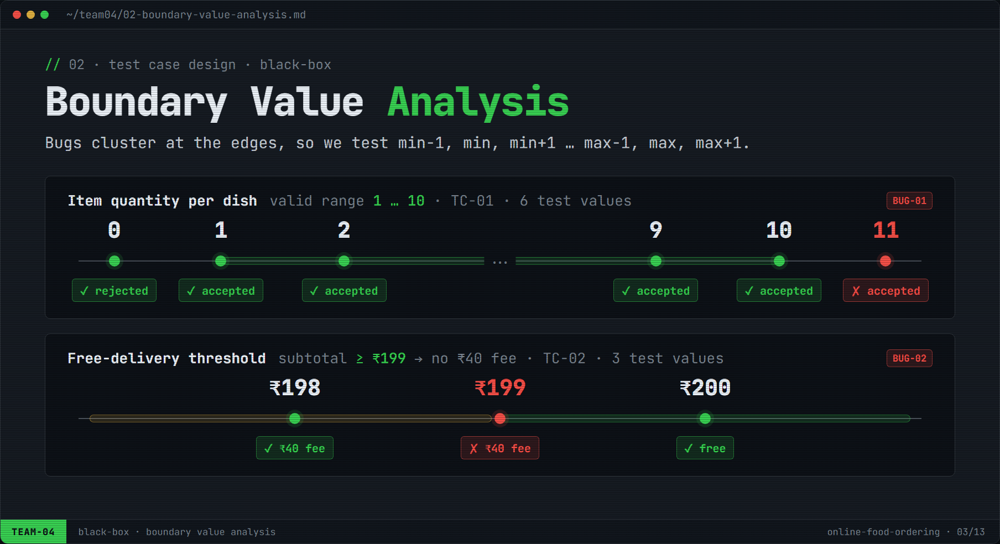 ~/team04/02-boundary-value-analysis.md
// 02 · test case design · black-box
Boundary Value Analysis
Bugs cluster at the edges, so we test min-1, min, min+1 … max-1, max, max+1.
Item quantity per dish valid range 1 … 10 · TC-01 · 6 test values BUG-01
0 1 2 9 10 11
...
✓ rejected ✓ accepted ✓ accepted ✓ accepted ✓ accepted ✗ accepted
Free-delivery threshold subtotal ≥ ₹199 → no ₹40 fee · TC-02 · 3 test values BUG-02
₹198 ₹199 ₹200
✓ ₹40 fee ✗ ₹40 fee ✓ free
TEAM-04 black-box · boundary value analysis online-food-ordering · 03/13